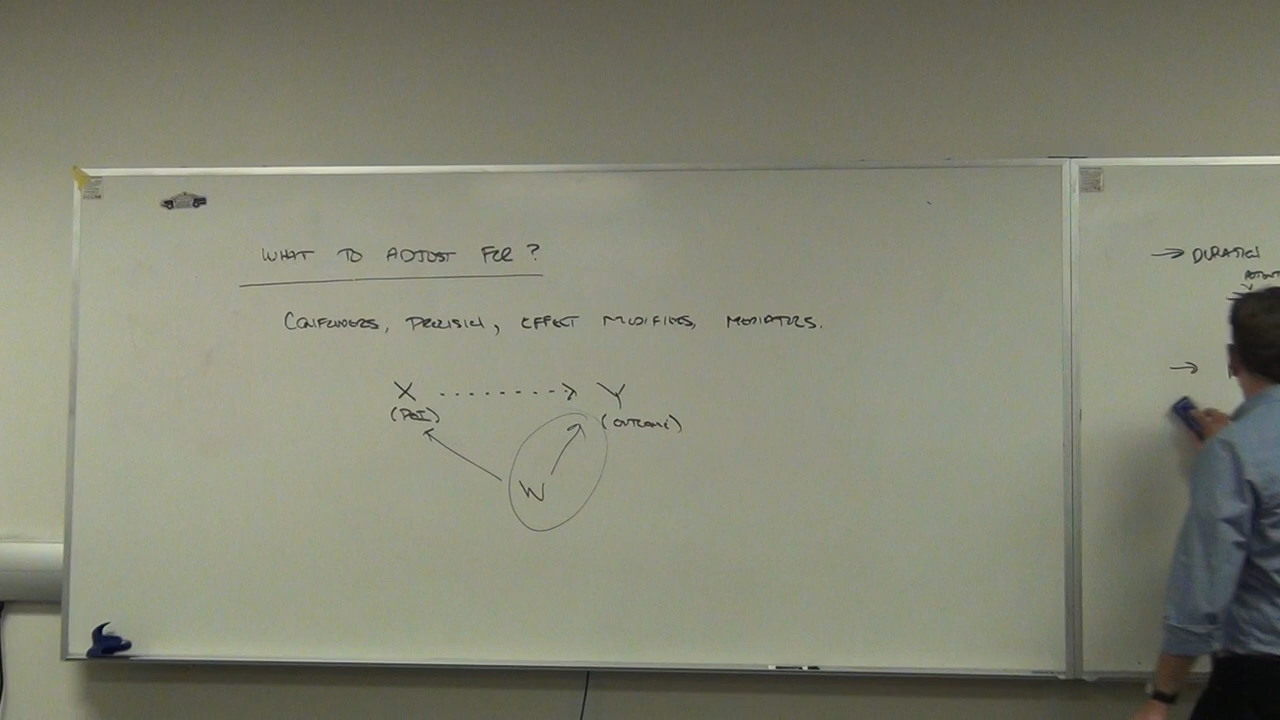 WHAT TO ADJUST FOR?
CONFOUNDERS, PRECISION, EFFECT MODIFIERS, MEDIATORS.
X Y
(POI) (OUTCOME)
W
→ DURATION
→